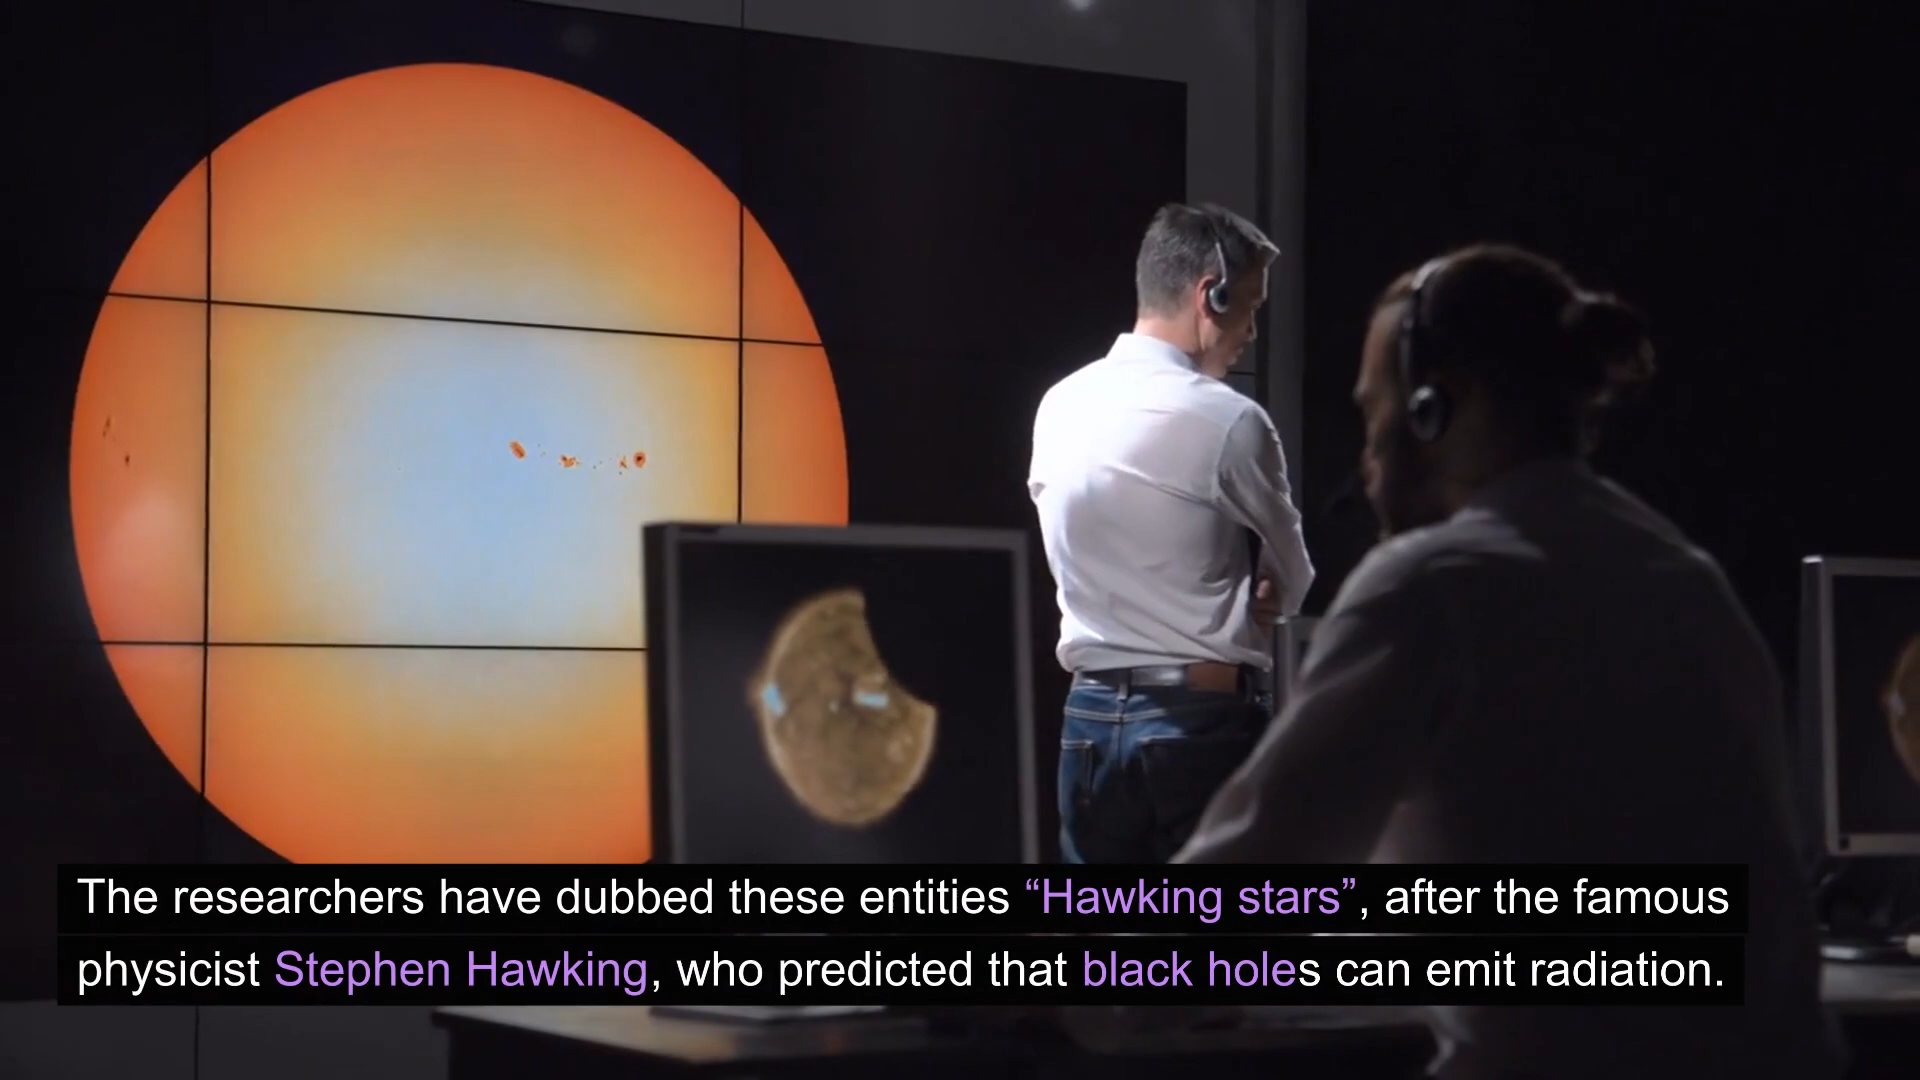 The researchers have dubbed these entities “Hawking stars”, after the famous
physicist Stephen Hawking, who predicted that black holes can emit radiation.